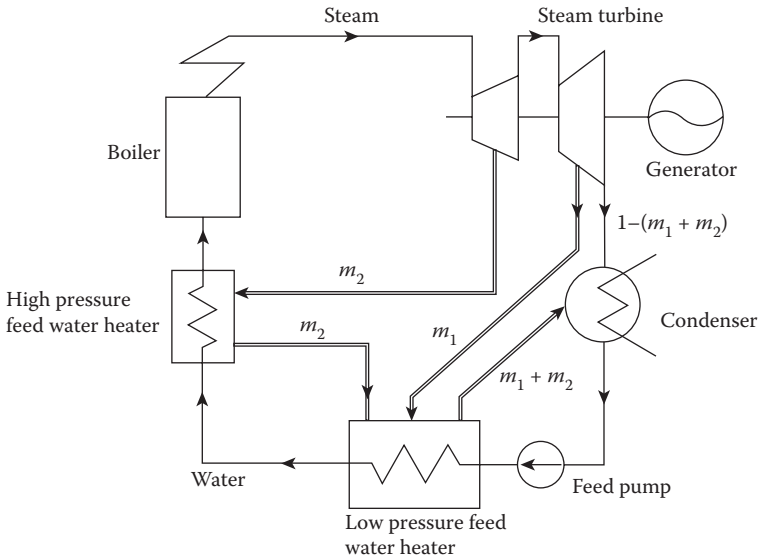 Steam
Steam turbine
Boiler
Generator
1–(m₁ + m₂)
m₂
High pressure
feed water heater
m₂
m₁
Condenser
m₁ + m₂
Water
Feed pump
Low pressure feed
water heater